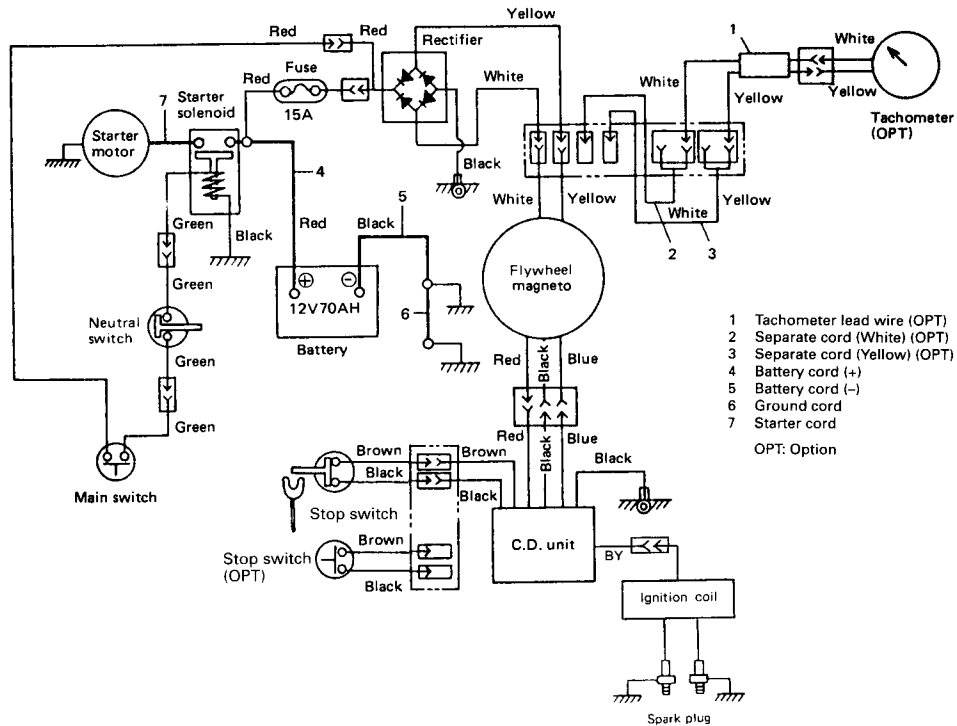 Yellow
1
Red
Red
Red
Rectifier
White
White
Fuse
Red
Yellow
Yellow
White
7
Starter
solenoid
15A
Tachometer
(OPT)
Starter
motor
Black
4
5
White
Yellow
White
Yellow
Green
Black
Red
Black
2
3
Flywheel
magneto
Green
+
−
12V70AH
6
Neutral
switch
Battery
Green
Red
Black
Blue
1 Tachometer lead wire (OPT)
2 Separate cord (White) (OPT)
3 Separate cord (Yellow) (OPT)
4 Battery cord (+)
5 Battery cord (−)
6 Ground cord
7 Starter cord
OPT: Option
Green
Red
Black
Blue
Brown
Brown
Black
Black
Black
Main switch
Stop switch
Brown
C.D. unit
Stop switch
(OPT)
BY
Black
Ignition coil
Spark plug